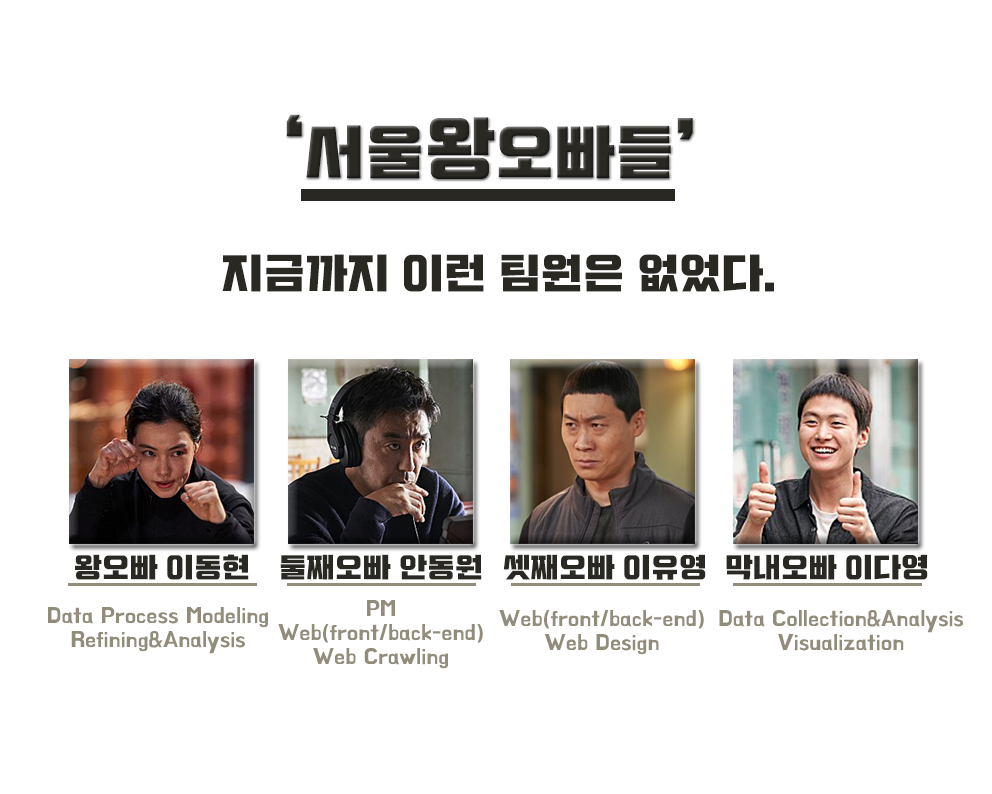 ‘서울왕오빠들’
지금까지 이런 팀원은 없었다.
왕오빠 이동현
둘째오빠 안동원
셋째오빠 이유영
막내오빠 이다영
Data Process Modeling
Refining&Analysis
PM
Web(front/back-end)
Web Crawling
Web(front/back-end)
Web Design
Data Collection&Analysis
Visualization